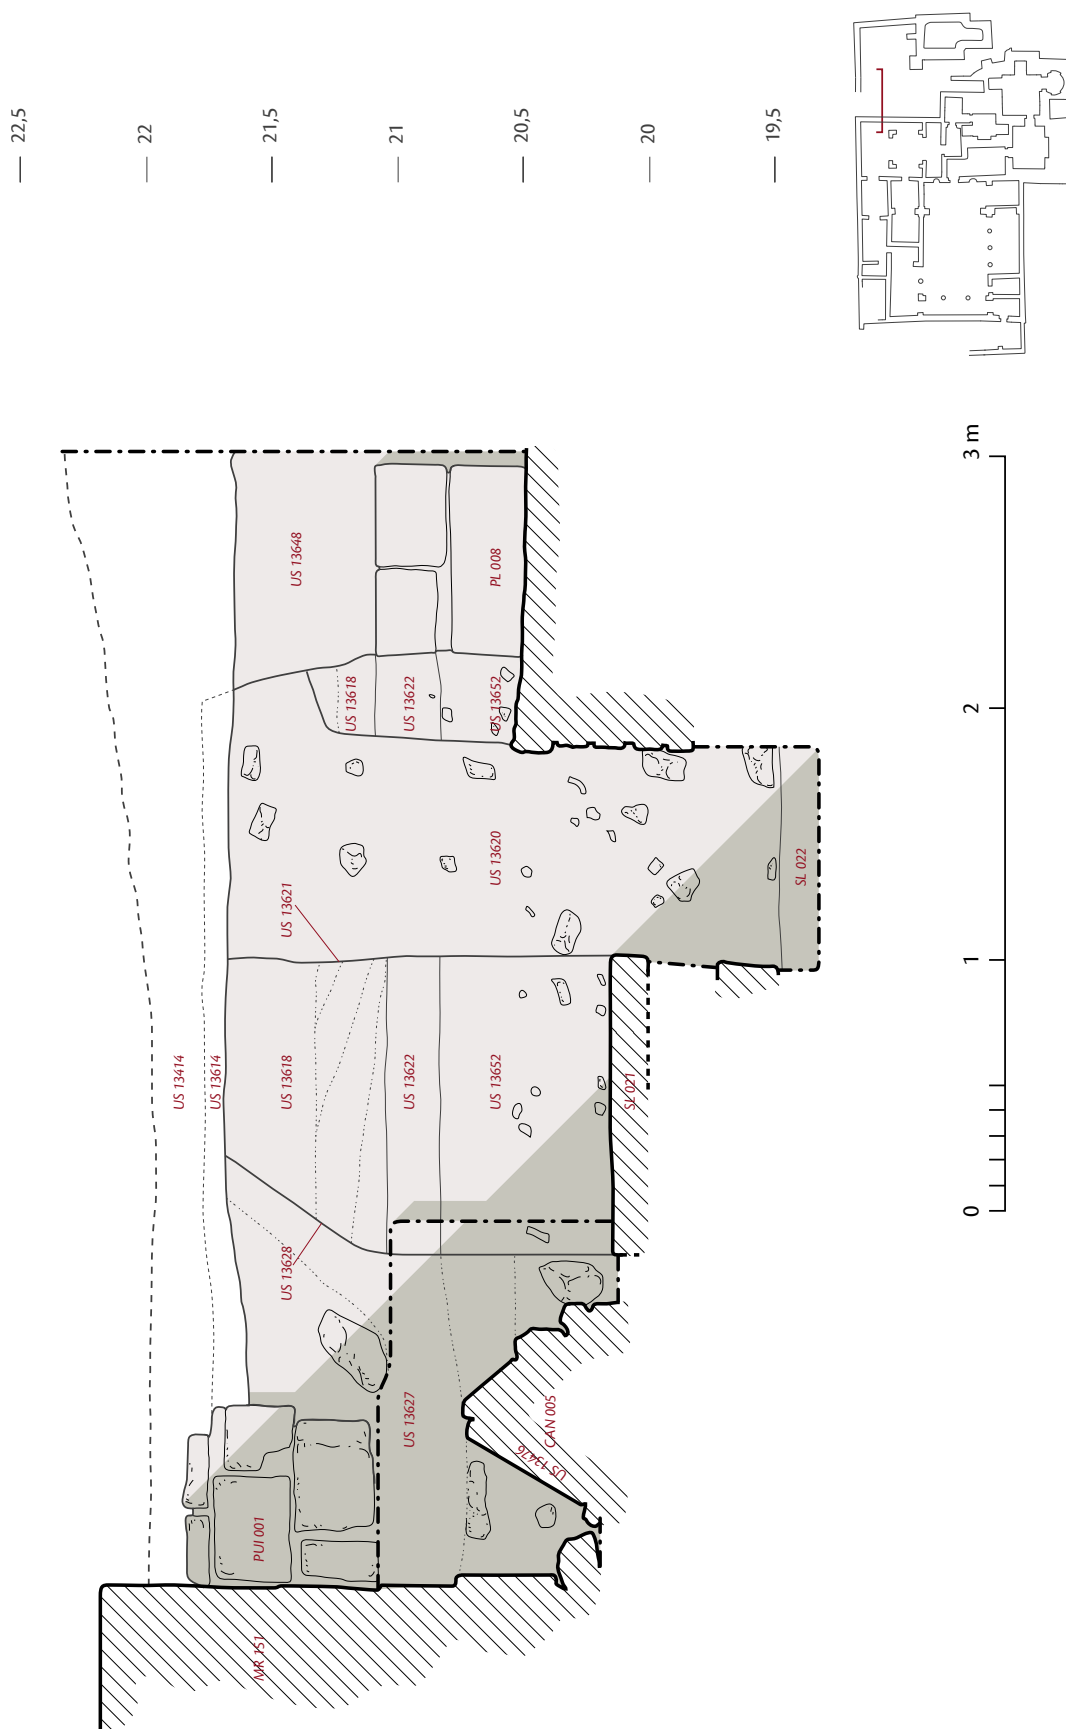 22,5
22
21,5
21
20,5
20
19,5
US 13648
PL 008
US 13618
US 13622
US 13652
US 13620
SL 022
US 13621
US 13414
US 13614
US 13618
US 13622
US 13652
SL 021
US 13628
US 13627
CAN 005
US 13476
PUI 001
MR 151
0
1
2
3 m